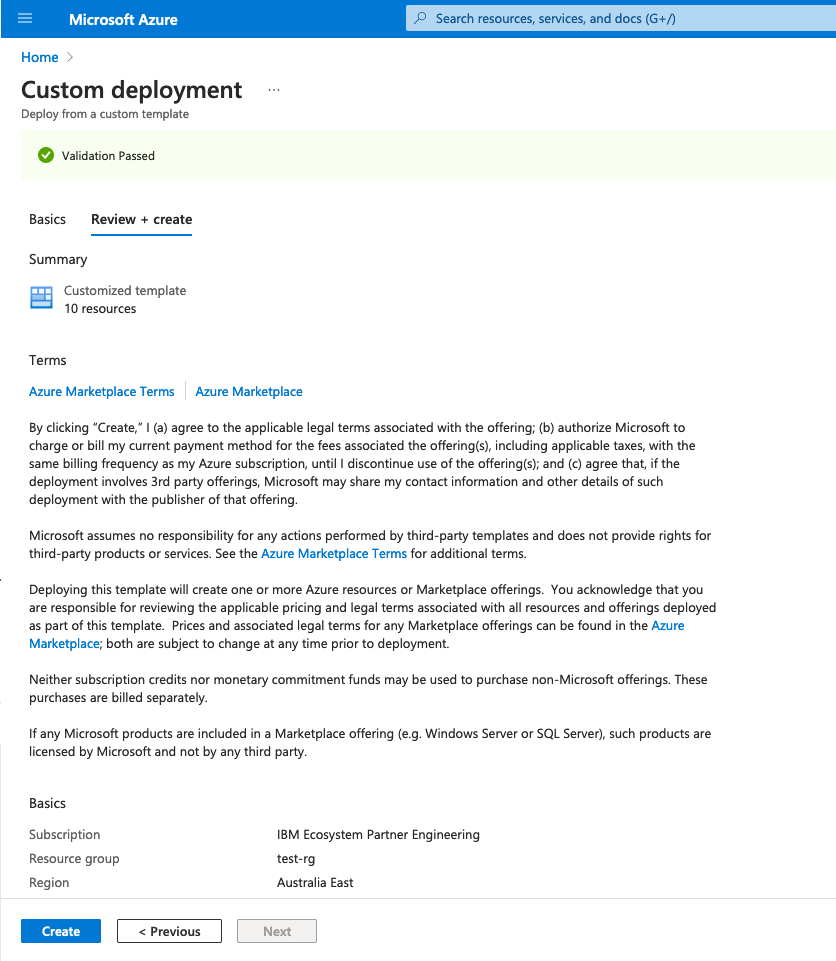 Microsoft Azure
Search resources, services, and docs (G+/)
Home >
Custom deployment ...
Deploy from a custom template
Validation Passed
Basics Review + create
Summary
Customized template
10 resources
Terms
Azure Marketplace Terms Azure Marketplace
By clicking “Create,” I (a) agree to the applicable legal terms associated with the offering; (b) authorize Microsoft to
charge or bill my current payment method for the fees associated the offering(s), including applicable taxes, with the
same billing frequency as my Azure subscription, until I discontinue use of the offering(s); and (c) agree that, if the
deployment involves 3rd party offerings, Microsoft may share my contact information and other details of such
deployment with the publisher of that offering.
Microsoft assumes no responsibility for any actions performed by third-party templates and does not provide rights for
third-party products or services. See the Azure Marketplace Terms for additional terms.
Deploying this template will create one or more Azure resources or Marketplace offerings. You acknowledge that you
are responsible for reviewing the applicable pricing and legal terms associated with all resources and offerings deployed
as part of this template. Prices and associated legal terms for any Marketplace offerings can be found in the Azure
Marketplace; both are subject to change at any time prior to deployment.
Neither subscription credits nor monetary commitment funds may be used to purchase non-Microsoft offerings. These
purchases are billed separately.
If any Microsoft products are included in a Marketplace offering (e.g. Windows Server or SQL Server), such products are
licensed by Microsoft and not by any third party.
Basics
Subscription IBM Ecosystem Partner Engineering
Resource group test-rg
Region Australia East
Create < Previous Next